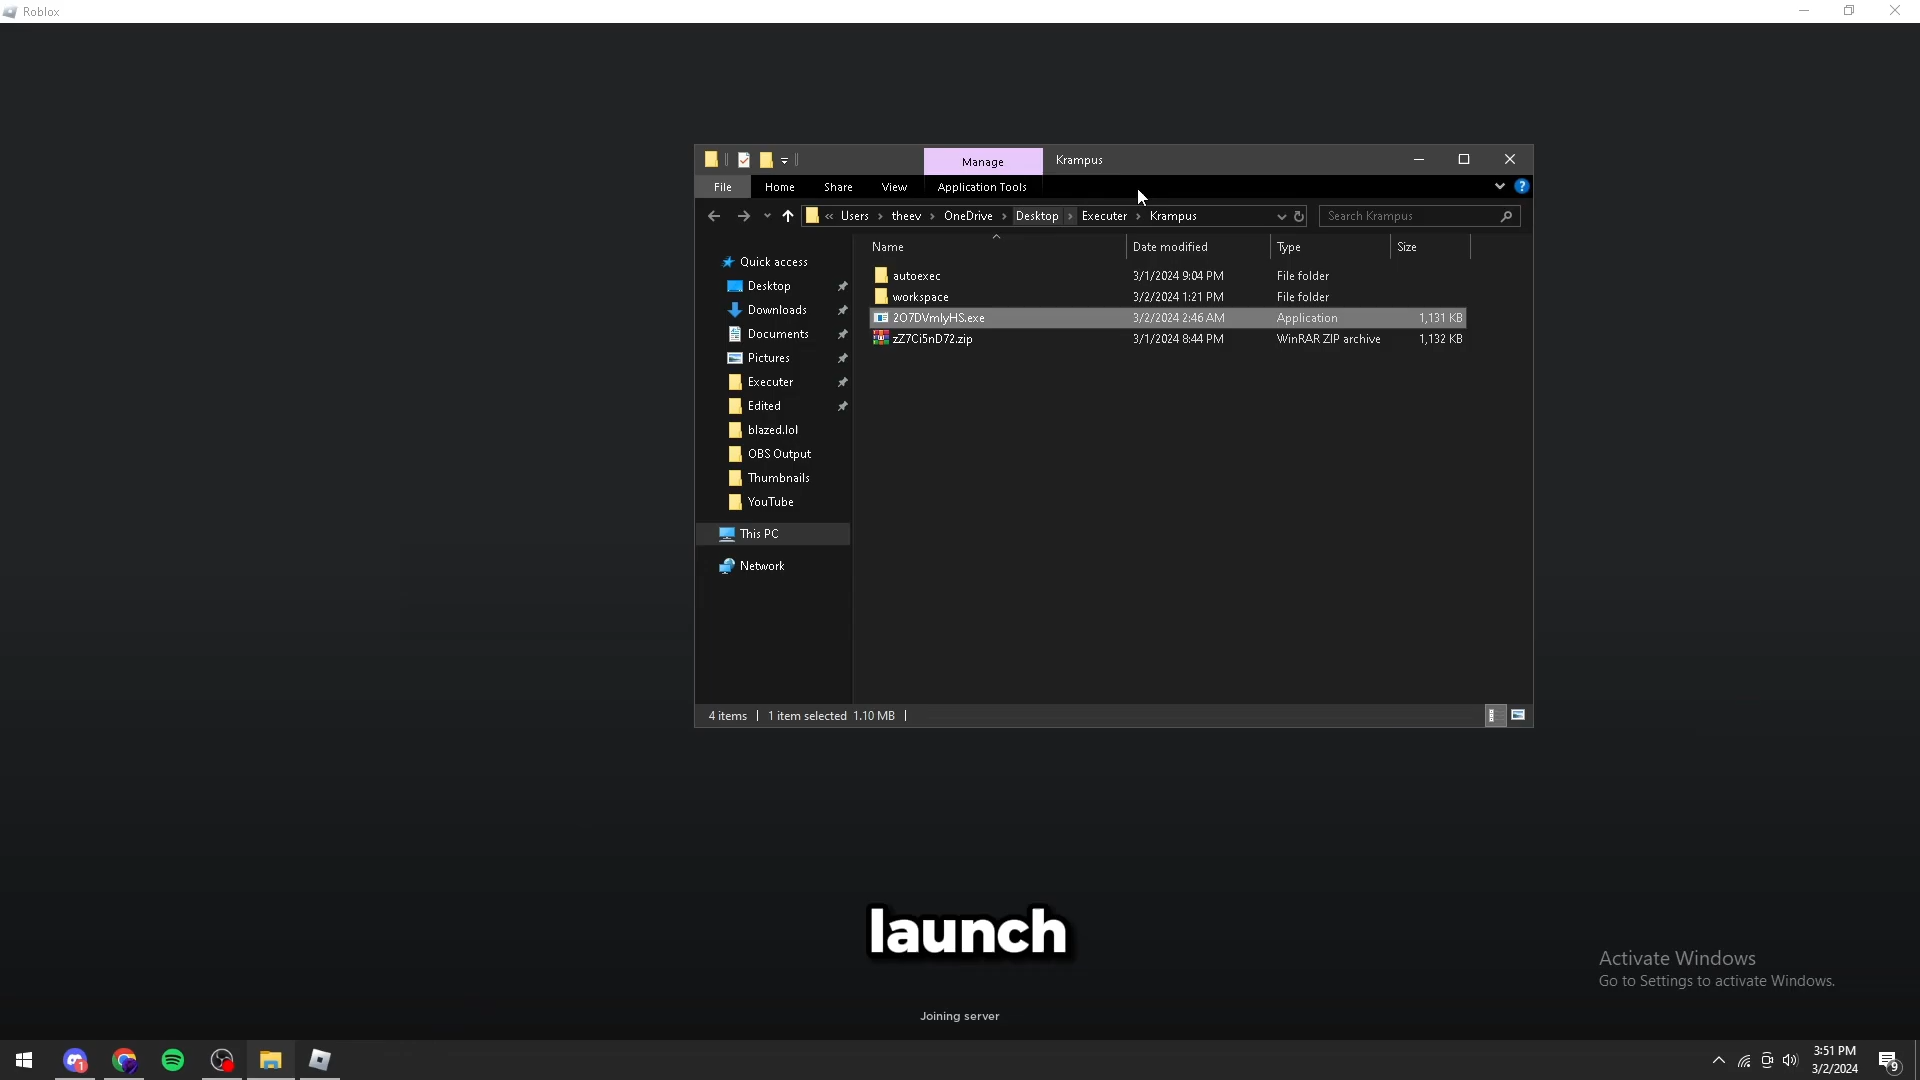 Roblox
Manage
Krampus
File
Home
Share
View
Application Tools
« Users › theev › OneDrive › Desktop › Executer › Krampus
Search Krampus
Name
Date modified
Type
Size
Quick access
Desktop
Downloads
Documents
Pictures
Executer
Edited
blazed.lol
OBS Output
Thumbnails
YouTube
This PC
Network
autoexec 3/1/2024 9:04 PM File folder
workspace 3/2/2024 1:21 PM File folder
2O7DVmIyHS.exe 3/2/2024 2:46 AM Application 1,131 KB
zZ7Ci5nD72.zip 3/1/2024 8:44 PM WinRAR ZIP archive 1,132 KB
4 items 1 item selected 1.10 MB
launch
Activate Windows
Go to Settings to activate Windows.
Joining server
3:51 PM
3/2/2024
9
1